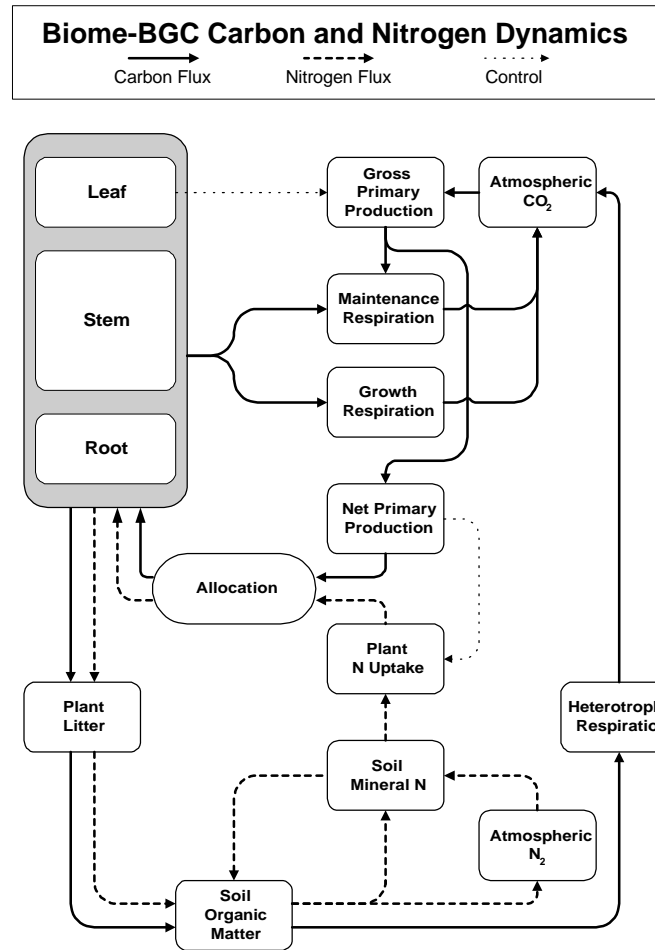 Biome-BGC Carbon and Nitrogen Dynamics
Carbon Flux
Nitrogen Flux
Control
Leaf
Gross
Primary
Production
Atmospheric
CO2
Stem
Maintenance
Respiration
Growth
Respiration
Root
Net Primary
Production
Allocation
Plant
N Uptake
Plant
Litter
Heterotroph
Respiratio
Soil
Mineral N
Atmospheric
N2
Soil
Organic
Matter